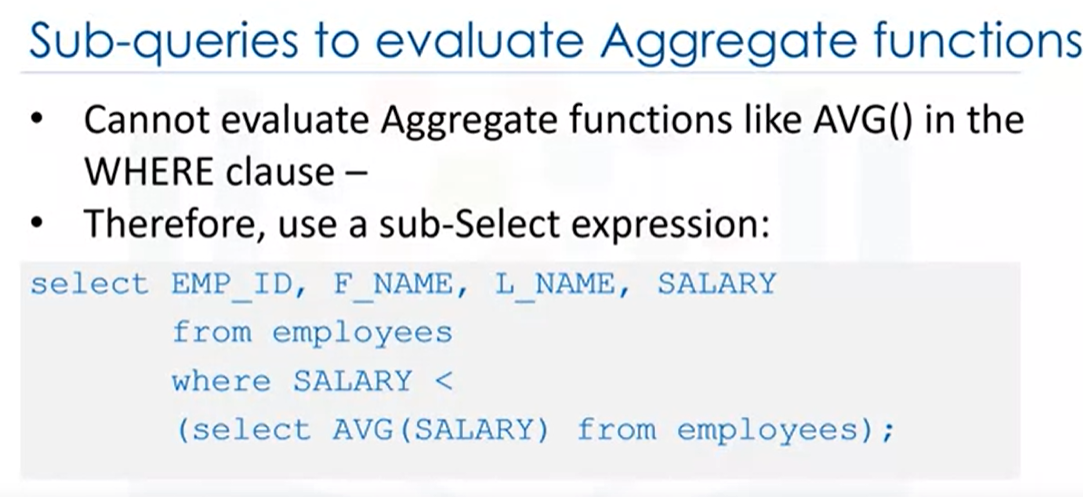 Sub-queries to evaluate Aggregate functions
• Cannot evaluate Aggregate functions like AVG() in the
WHERE clause –
• Therefore, use a sub-Select expression:
select EMP_ID, F_NAME, L_NAME, SALARY
from employees
where SALARY <
(select AVG(SALARY) from employees);